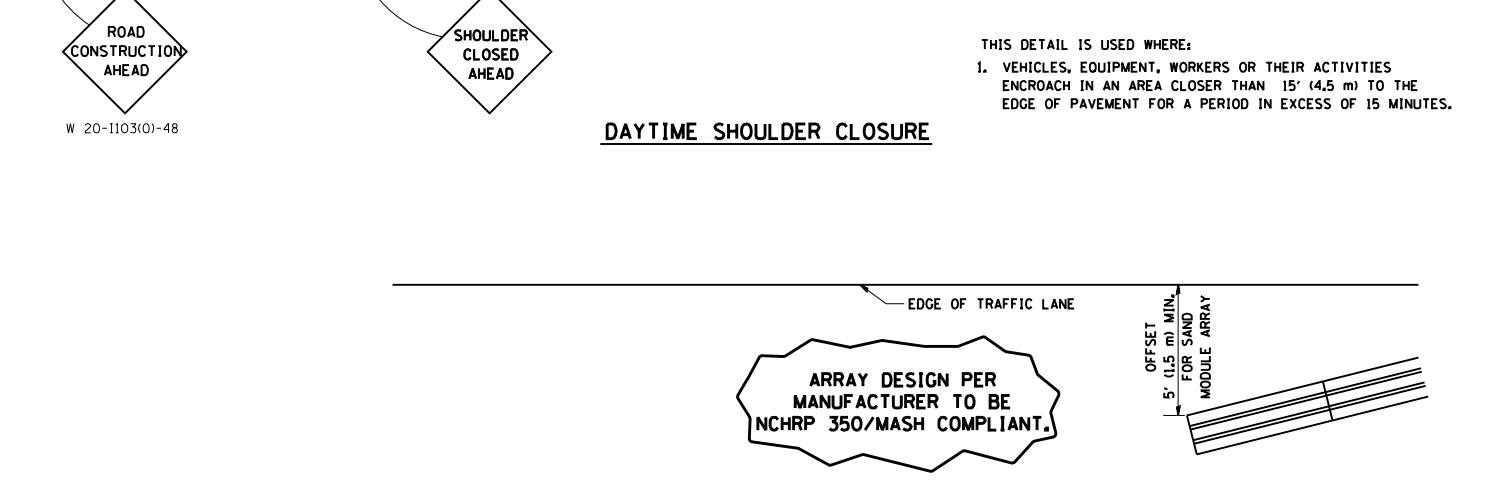 ROAD
CONSTRUCTION
AHEAD
W 20-I103(O)-48
SHOULDER
CLOSED
AHEAD
THIS DETAIL IS USED WHERE:
1. VEHICLES, EQUIPMENT, WORKERS OR THEIR ACTIVITIES
ENCROACH IN AN AREA CLOSER THAN 15' (4.5 m) TO THE
EDGE OF PAVEMENT FOR A PERIOD IN EXCESS OF 15 MINUTES.
DAYTIME SHOULDER CLOSURE
EDGE OF TRAFFIC LANE
OFFSET
5' (1.5 m) MIN.
FOR SAND
MODULE ARRAY
ARRAY DESIGN PER
MANUFACTURER TO BE
NCHRP 350/MASH COMPLIANT.